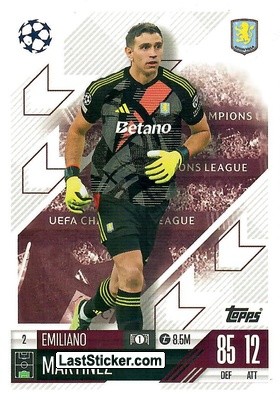 CHAMPIONS LEAGUE
CHAMPIONS LEAGUE
UEFA CHAMPIONS LEAGUE
Betano
topps
2 EMILIANO
MARTÍNEZ
8.5M
85 12
DEF ATT
LastSticker.com